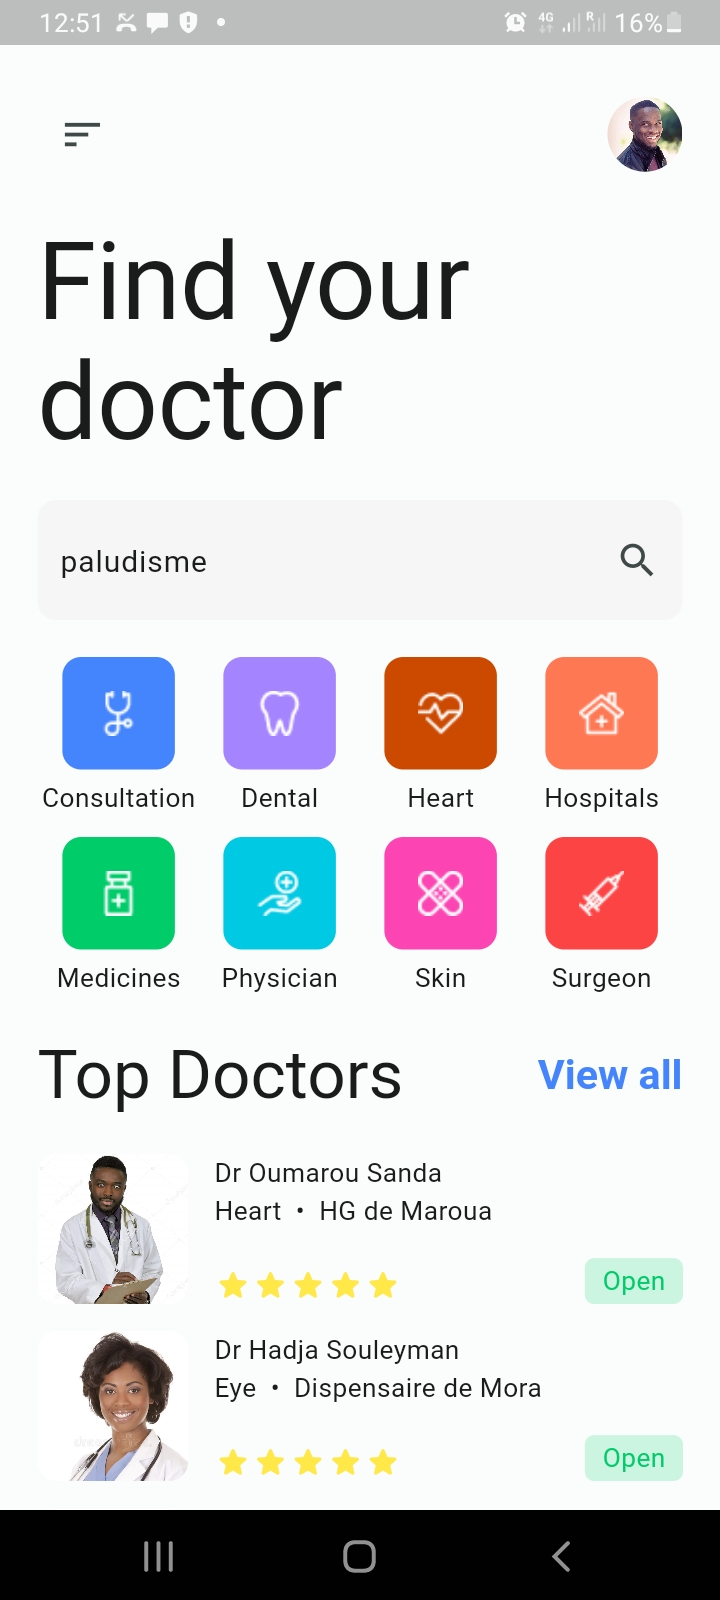 12:51 4G R 16%
Find your
doctor
paludisme
Consultation Dental Heart Hospitals
Medicines Physician Skin Surgeon
Top Doctors View all
Dr Oumarou Sanda
Heart • HG de Maroua
Open
Dr Hadja Souleyman
Eye • Dispensaire de Mora
Open